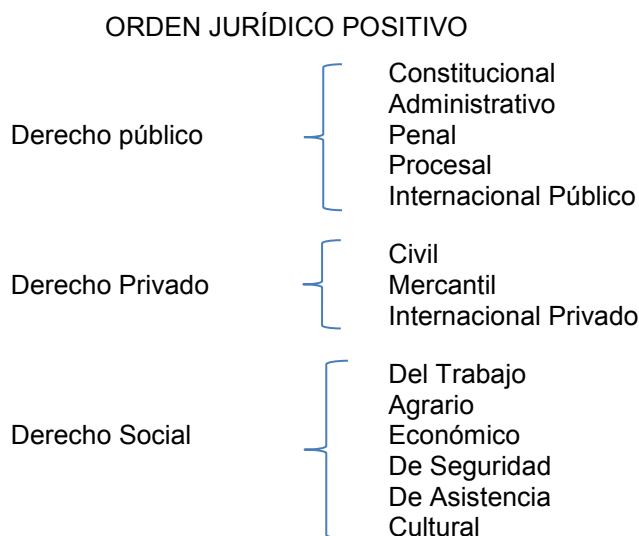 ORDEN JURÍDICO POSITIVO
Derecho público
Constitucional
Administrativo
Penal
Procesal
Internacional Público
Derecho Privado
Civil
Mercantil
Internacional Privado
Derecho Social
Del Trabajo
Agrario
Económico
De Seguridad
De Asistencia
Cultural